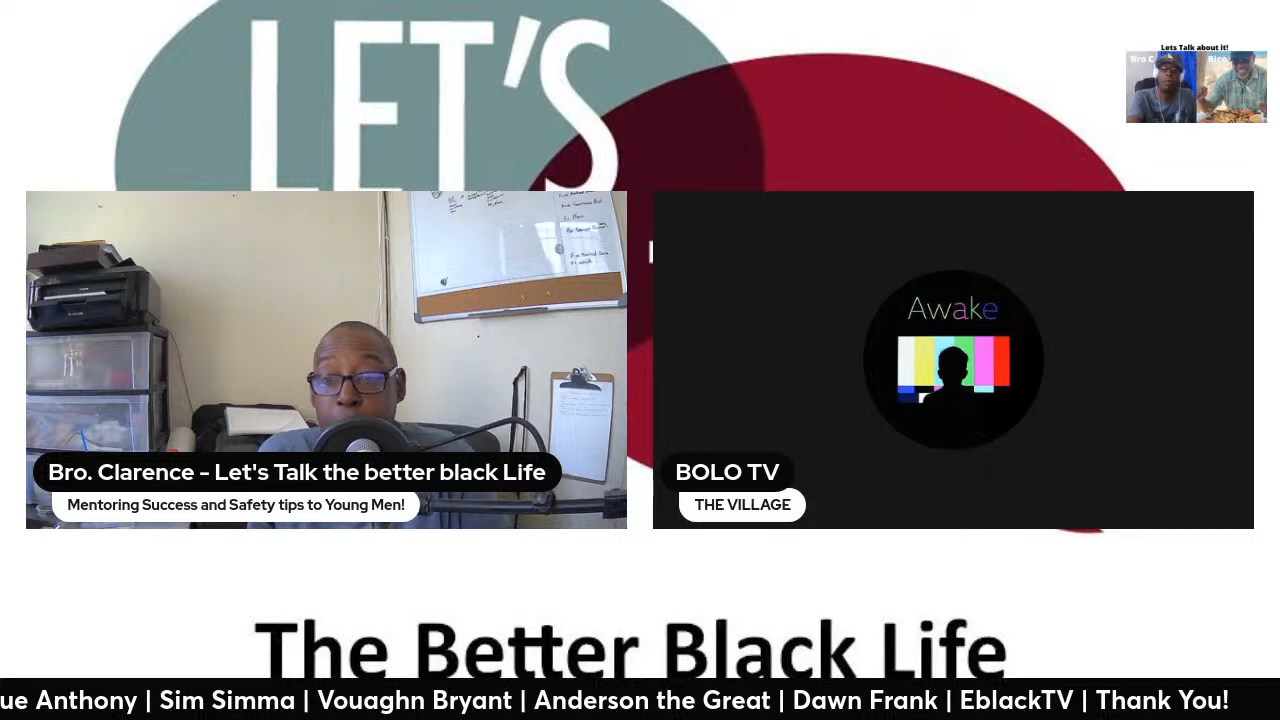 LET'S
Lets Talk about it!
Bro C
Rico
Awake
Bro. Clarence - Let's Talk the better black Life
Mentoring Success and Safety tips to Young Men!
BOLO TV
THE VILLAGE
The Better Black Life
ue Anthony | Sim Simma | Vouaghn Bryant | Anderson the Great | Dawn Frank | EblackTV | Thank You!